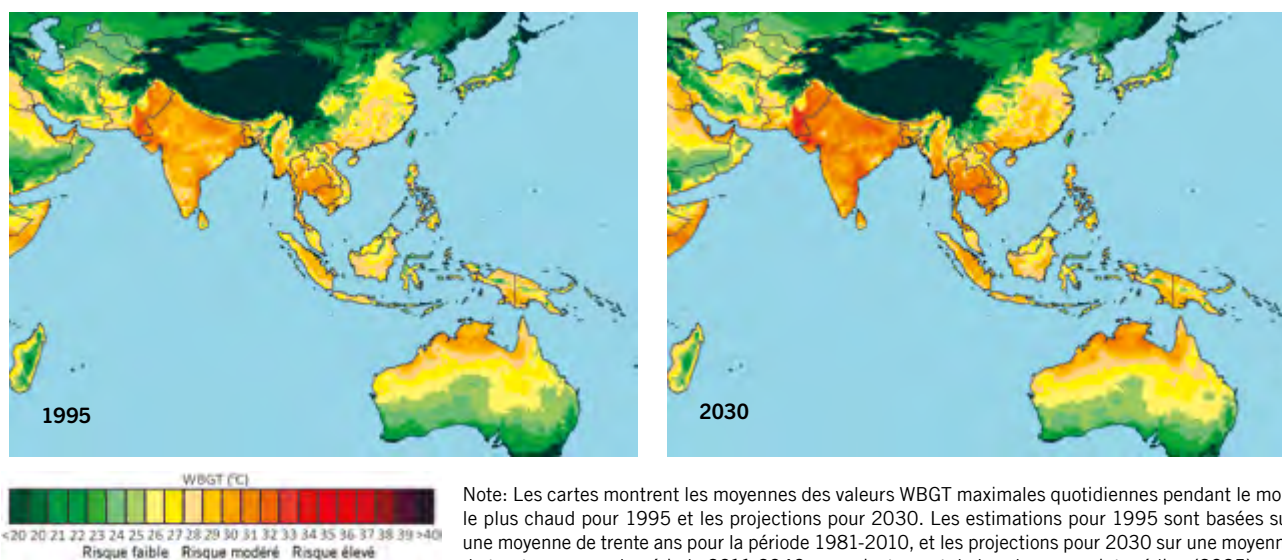 1995
2030
WBGT (°C)
<20 20 21 22 23 24 25 26 27 28 29 30 31 32 33 34 35 36 37 38 39 >40
Risque faible Risque modéré Risque élevé
Note: Les cartes montrent les moyennes des valeurs WBGT maximales quotidiennes pendant le
le plus chaud pour 1995 et les projections pour 2030. Les estimations pour 1995 sont basées
une moyenne de trente ans pour la période 1981-2010, et les projections pour 2030 sur une